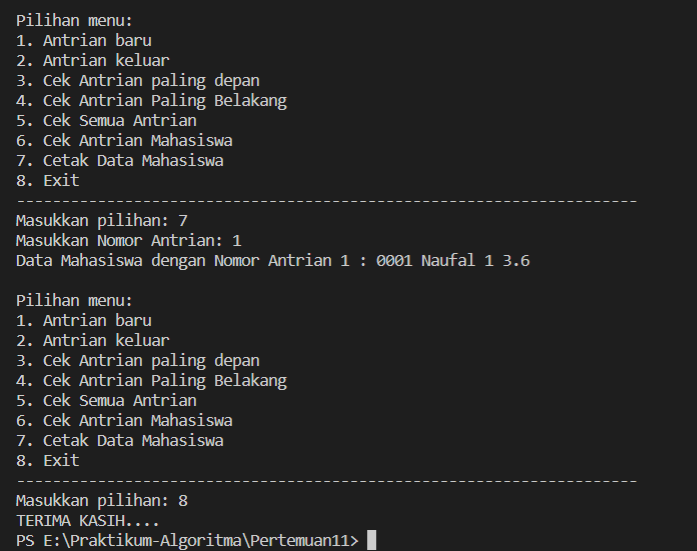 Pilihan menu:
1. Antrian baru
2. Antrian keluar
3. Cek Antrian paling depan
4. Cek Antrian Paling Belakang
5. Cek Semua Antrian
6. Cek Antrian Mahasiswa
7. Cetak Data Mahasiswa
8. Exit
---------------------------------------------------------------------
Masukkan pilihan: 7
Masukkan Nomor Antrian: 1
Data Mahasiswa dengan Nomor Antrian 1 : 0001 Naufal 1 3.6

Pilihan menu:
1. Antrian baru
2. Antrian keluar
3. Cek Antrian paling depan
4. Cek Antrian Paling Belakang
5. Cek Semua Antrian
6. Cek Antrian Mahasiswa
7. Cetak Data Mahasiswa
8. Exit
---------------------------------------------------------------------
Masukkan pilihan: 8
TERIMA KASIH....
PS E:\Praktikum-Algoritma\Pertemuan11>